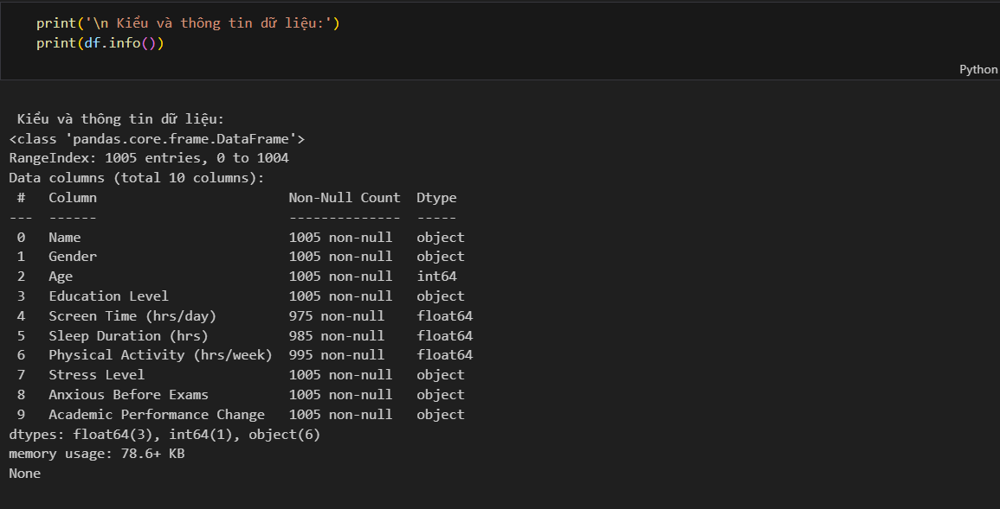 print('\n Kiểu và thông tin dữ liệu:')
print(df.info())
Python
Kiểu và thông tin dữ liệu:
<class 'pandas.core.frame.DataFrame'>
RangeIndex: 1005 entries, 0 to 1004
Data columns (total 10 columns):
 #   Column                         Non-Null Count  Dtype
---  ------                         --------------  -----
 0   Name                           1005 non-null   object
 1   Gender                         1005 non-null   object
 2   Age                            1005 non-null   int64
 3   Education Level                1005 non-null   object
 4   Screen Time (hrs/day)          975 non-null    float64
 5   Sleep Duration (hrs)           985 non-null    float64
 6   Physical Activity (hrs/week)   995 non-null    float64
 7   Stress Level                   1005 non-null   object
 8   Anxious Before Exams           1005 non-null   object
 9   Academic Performance Change    1005 non-null   object
dtypes: float64(3), int64(1), object(6)
memory usage: 78.6+ KB
None